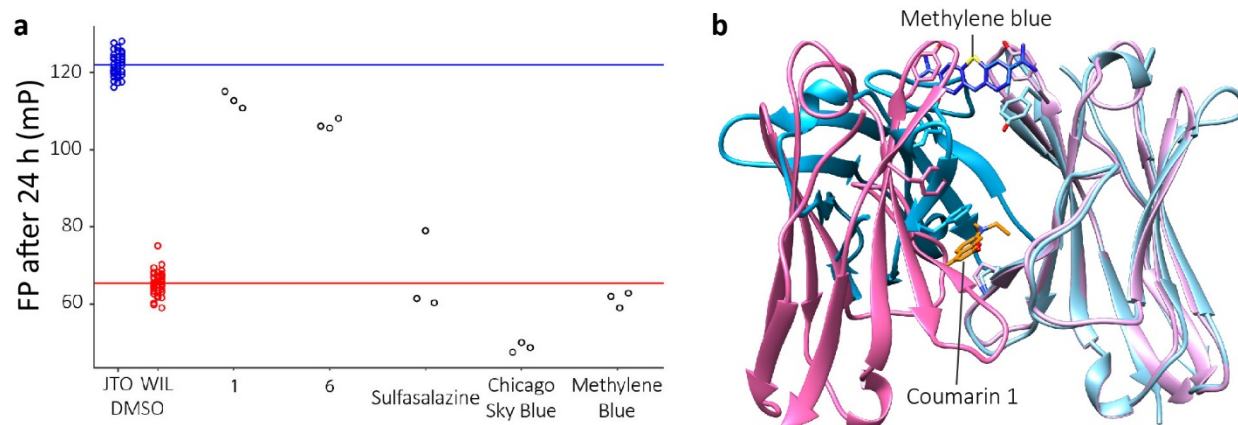 a
FP after 24 h (mP)
120
100
80
60
JTO WIL
DMSO
1
6
Sulfasalazine
Chicago
Sky Blue
Methylene
Blue
b
Methylene blue
Coumarin 1